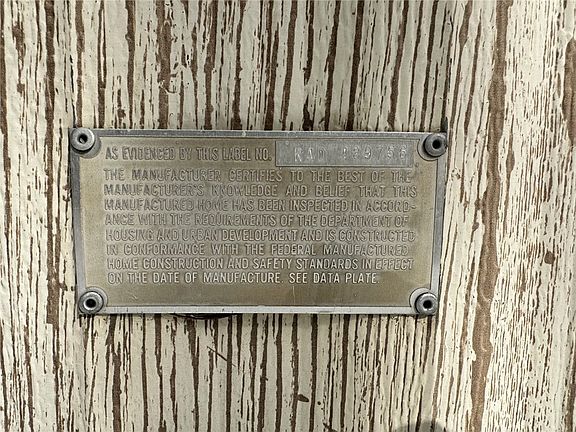 AS EVIDENCED BY THIS LABEL NO.
THE MANUFACTURER CERTIFIES TO THE BEST OF THE
MANUFACTURER'S KNOWLEDGE AND BELIEF THAT THIS
MANUFACTURED HOME HAS BEEN INSPECTED IN ACCORD-
ANCE WITH THE REQUIREMENTS OF THE DEPARTMENT OF
HOUSING AND URBAN DEVELOPMENT AND IS CONSTRUCTED
IN CONFORMANCE WITH THE FEDERAL MANUFACTURED
HOME CONSTRUCTION AND SAFETY STANDARDS IN EFFECT
ON THE DATE OF MANUFACTURE. SEE DATA PLATE.